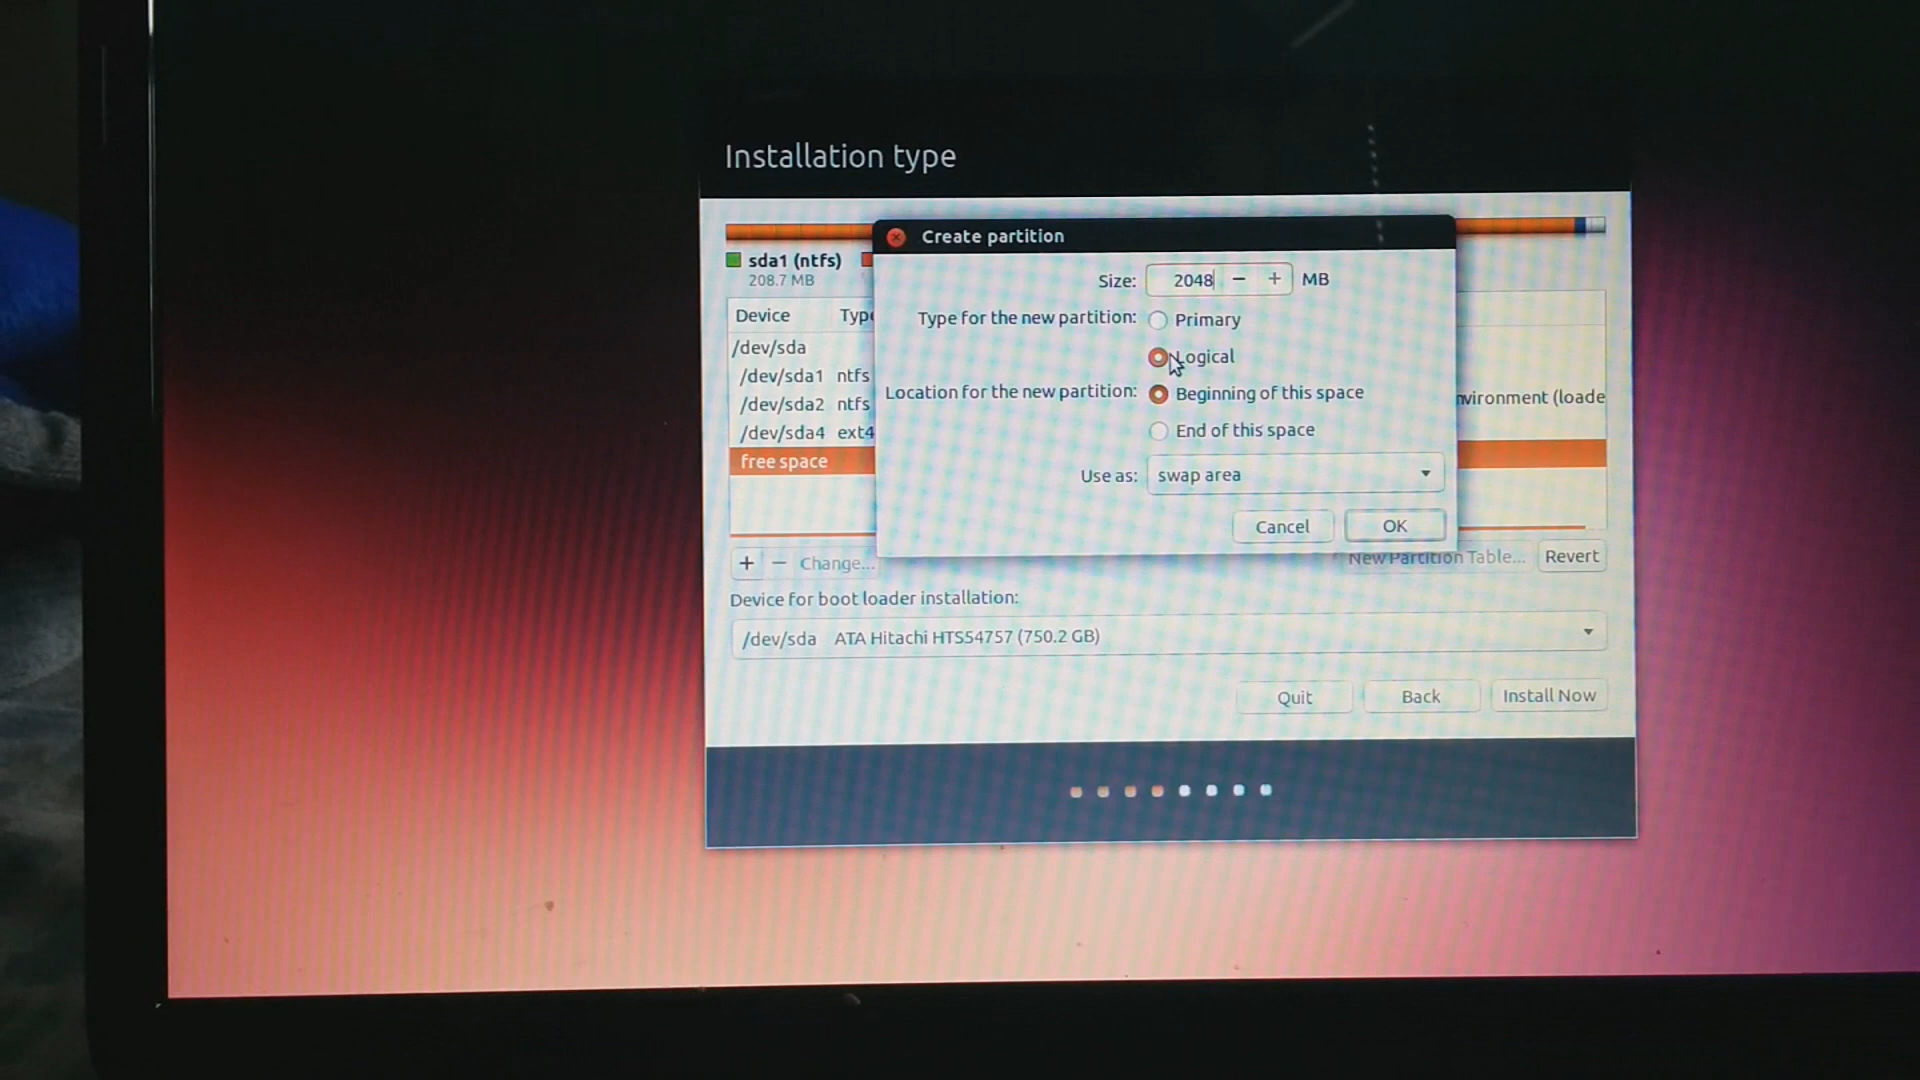 Installation type
Create partition
sda1 (ntfs)
208.7 MB
Size: 2048 − + MB
Type for the new partition: Primary
Logical
Location for the new partition: Beginning of this space
End of this space
Use as: swap area
Cancel OK
Device Type
/dev/sda
/dev/sda1 ntfs
/dev/sda2 ntfs
/dev/sda4 ext4
free space
nvironment (loade
+ − Change... New Partition Table... Revert
Device for boot loader installation:
/dev/sda ATA Hitachi HTS54757 (750.2 GB)
Quit Back Install Now